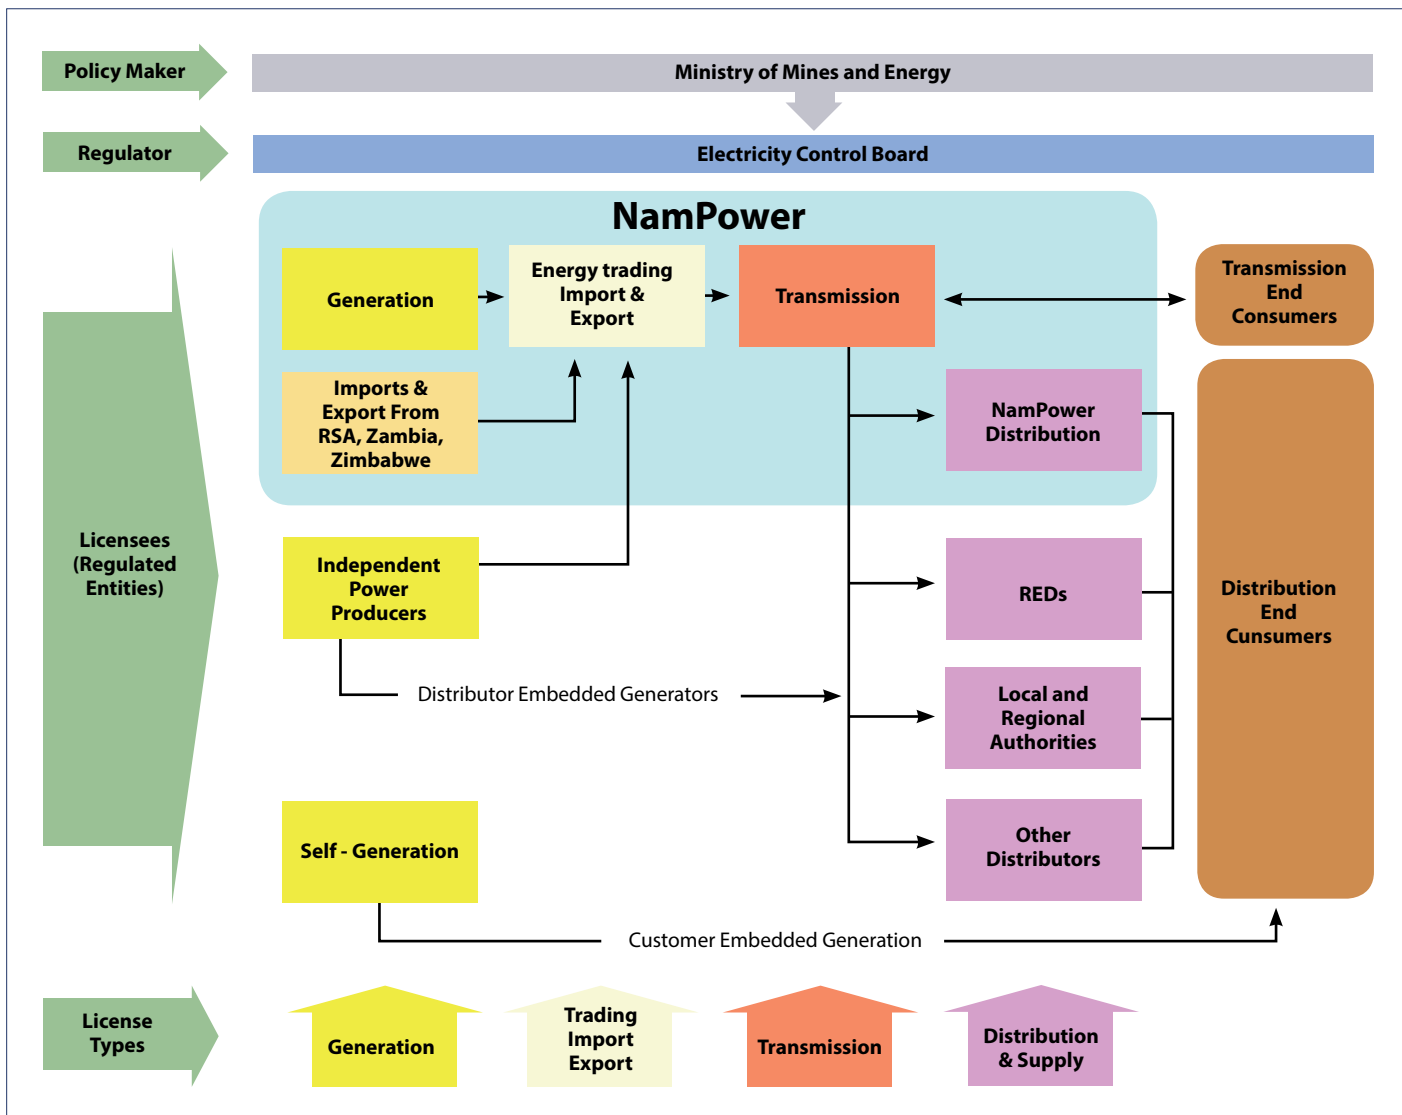 Policy Maker
Ministry of Mines and Energy
Regulator
Electricity Control Board
NamPower
Generation
Energy trading
Import &
Export
Transmission
Transmission
End
Consumers
Imports &
Export From
RSA, Zambia,
Zimbabwe
NamPower
Distribution
Licensees
(Regulated
Entities)
Independent
Power
Producers
REDs
Distribution
End
Cunsumers
Distributor Embedded Generators
Local and
Regional
Authorities
Self - Generation
Other
Distributors
Customer Embedded Generation
License
Types
Generation
Trading
Import
Export
Transmission
Distribution
& Supply